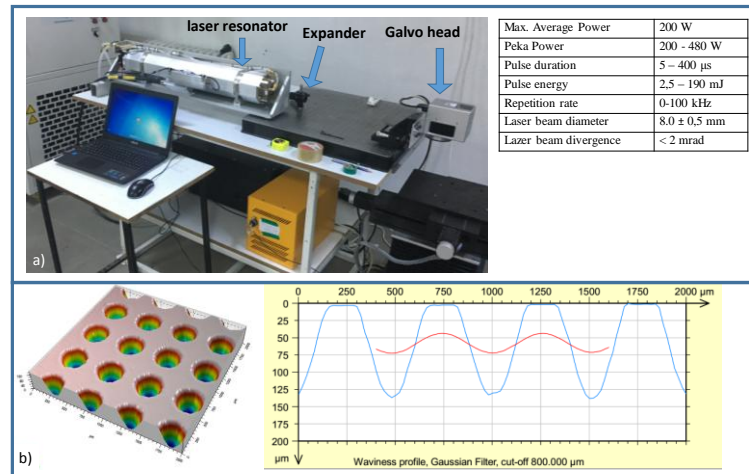 laser resonator
Expander
Galvo head
Max. Average Power 200 W
Peka Power 200 - 480 W
Pulse duration 5 – 400 µs
Pulse energy 2,5 – 190 mJ
Repetition rate 0-100 kHz
Laser beam diameter 8.0 ± 0,5 mm
Lazer beam divergence < 2 mrad
a)
0 250 500 750 1000 1250 1500 1750 2000 µm
0
25
50
75
100
125
150
175
200
µm
Waviness profile, Gaussian Filter, cut-off 800.000 µm
b)